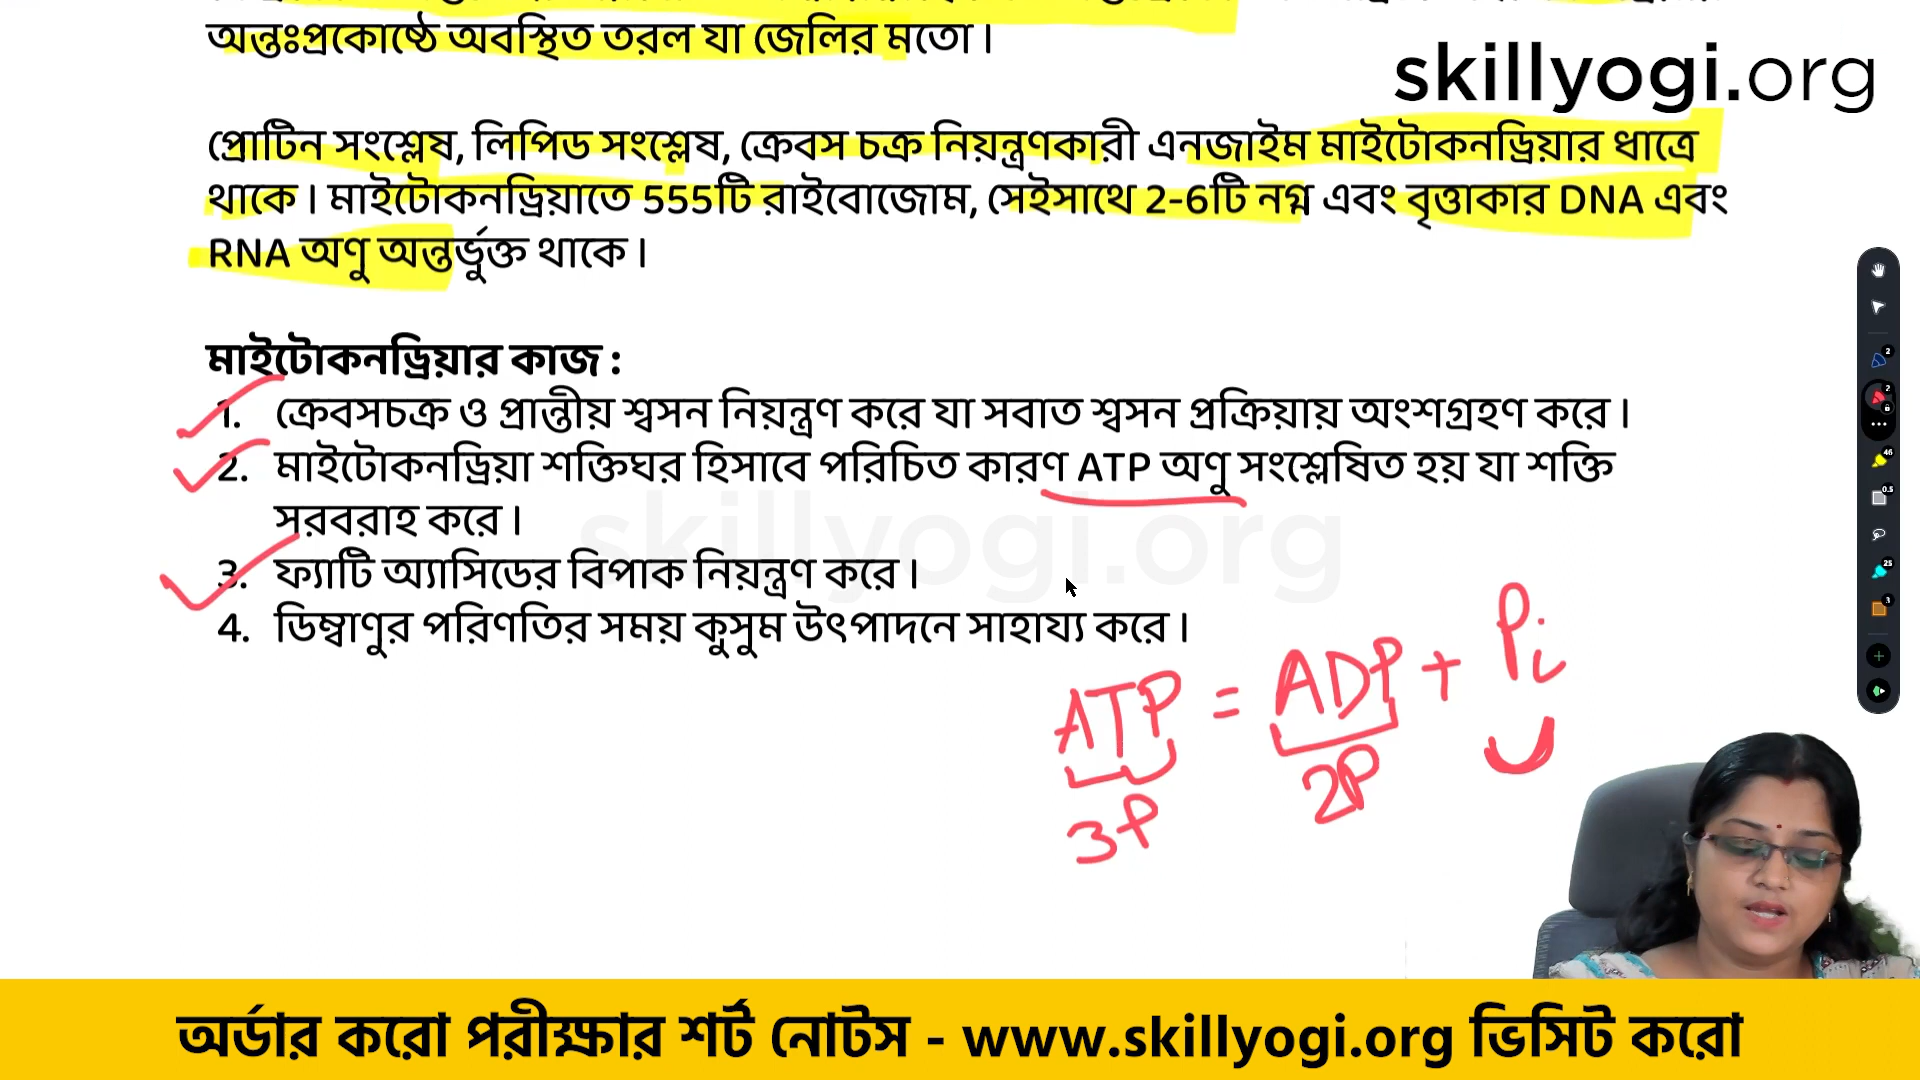 অন্তঃপ্রকোষ্ঠে অবস্থিত তরল যা জেলির মতো।
skillyogi.org
প্রোটিন সংশ্লেষ, লিপিড সংশ্লেষ, ক্রেবস চক্র নিয়ন্ত্রণকারী এনজাইম মাইটোকনড্রিয়ার ধাত্রে
থাকে। মাইটোকনড্রিয়াতে 555টি রাইবোজোম, সেইসাথে 2-6টি নগ্ন এবং বৃত্তাকার DNA এবং
RNA অণু অন্তর্ভুক্ত থাকে।
মাইটোকনড্রিয়ার কাজ :
1. ক্রেবসচক্র ও প্রান্তীয় শ্বসন নিয়ন্ত্রণ করে যা সবাত শ্বসন প্রক্রিয়ায় অংশগ্রহণ করে।
2. মাইটোকনড্রিয়া শক্তিঘর হিসাবে পরিচিত কারণ ATP অণু সংশ্লেষিত হয় যা শক্তি
সরবরাহ করে।
skillyogi.org
3. ফ্যাটি অ্যাসিডের বিপাক নিয়ন্ত্রণ করে।
4. ডিম্বাণুর পরিণতির সময় কুসুম উৎপাদনে সাহায্য করে।
ATP = ADP + Pi
3P 2P
অর্ডার করো পরীক্ষার শর্ট নোটস - www.skillyogi.org ভিসিট করো